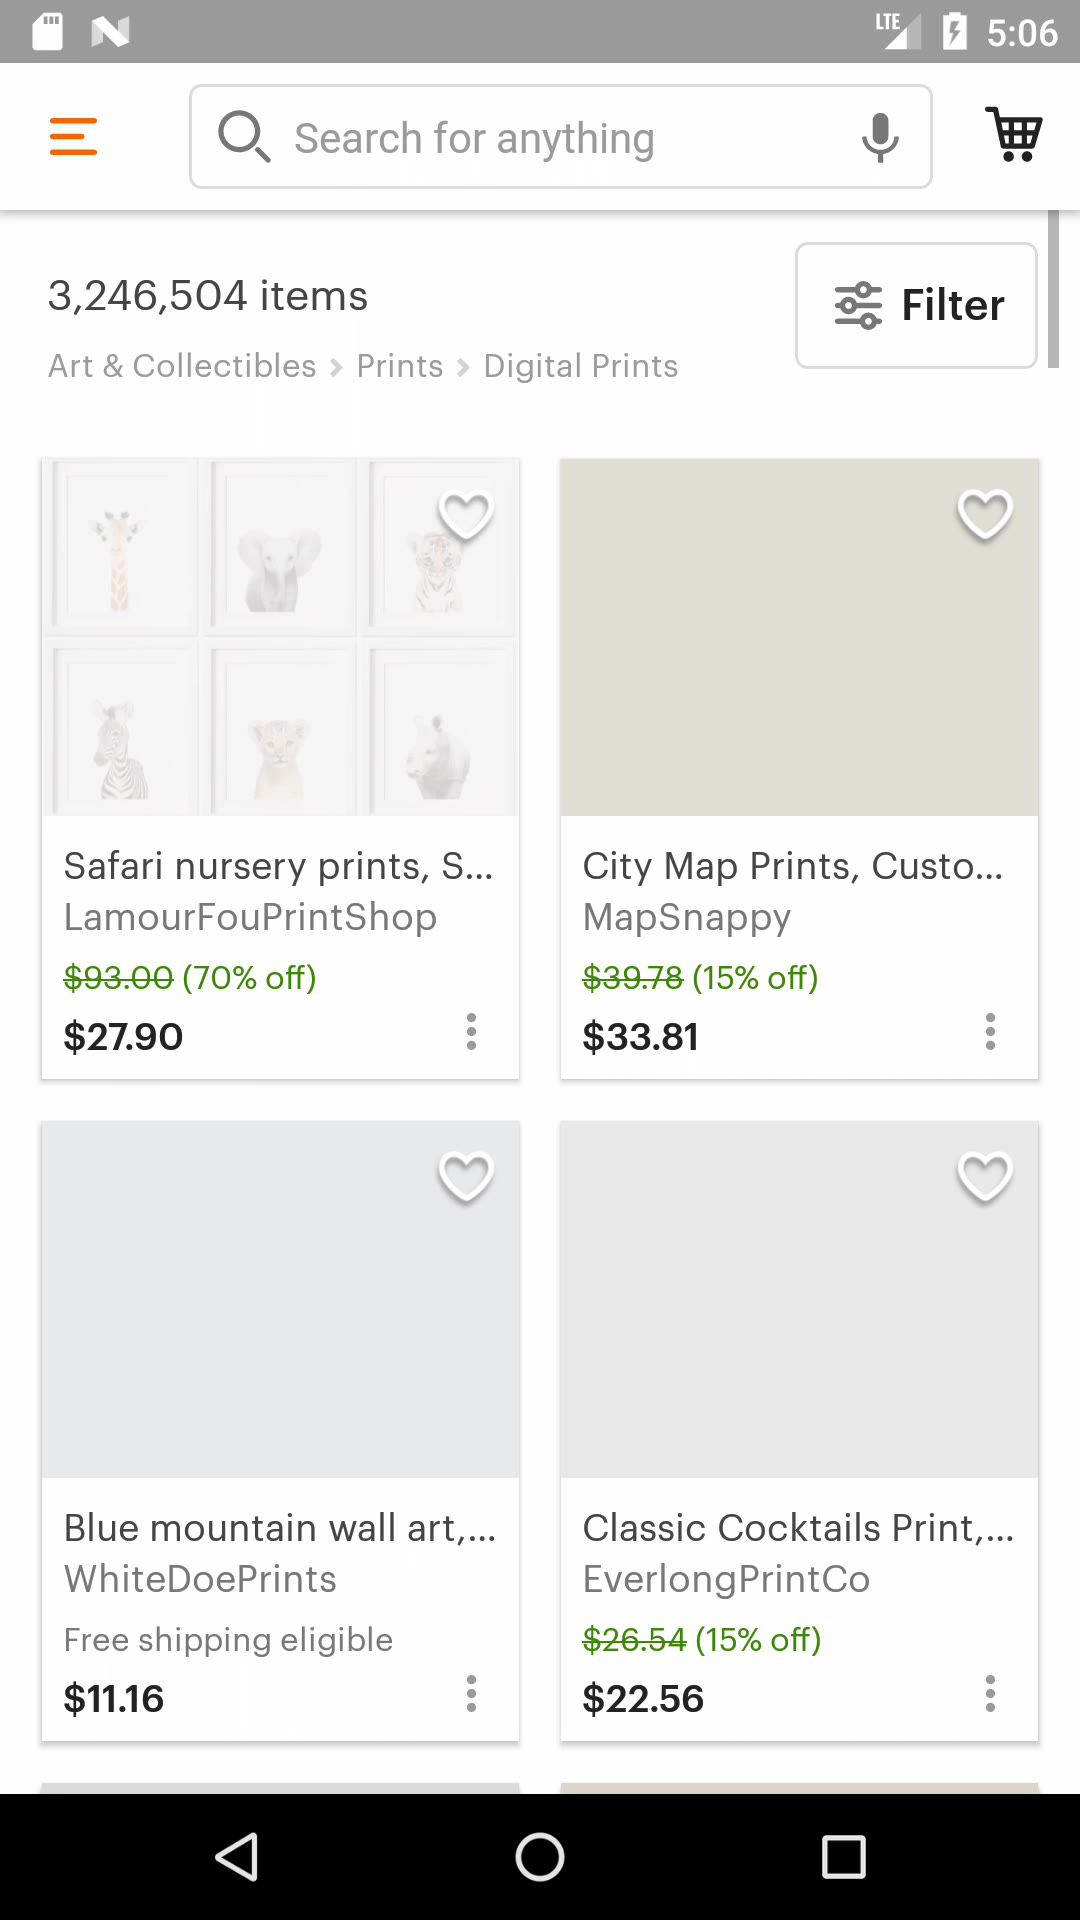 LTE 5:06
Search for anything
3,246,504 items
Filter
Art & Collectibles > Prints > Digital Prints
Safari nursery prints, S...
LamourFouPrintShop
$93.00 (70% off)
$27.90
City Map Prints, Custo...
MapSnappy
$39.78 (15% off)
$33.81
Blue mountain wall art,...
WhiteDoePrints
Free shipping eligible
$11.16
Classic Cocktails Print,...
EverlongPrintCo
$26.54 (15% off)
$22.56